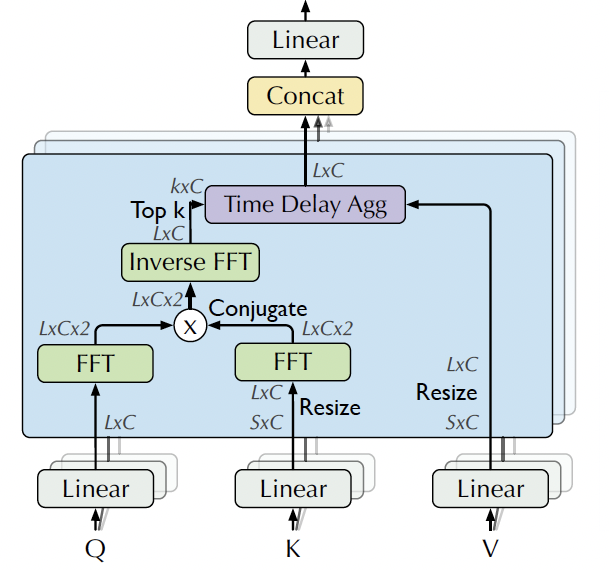 Linear
Concat
LxC
kxC
Time Delay Agg
Top k
LxC
Inverse FFT
LxCx2
Conjugate
X
LxCx2
LxCx2
FFT
FFT
LxC
LxC
Resize
Resize
LxC
SxC
SxC
Linear
Linear
Linear
Q
K
V